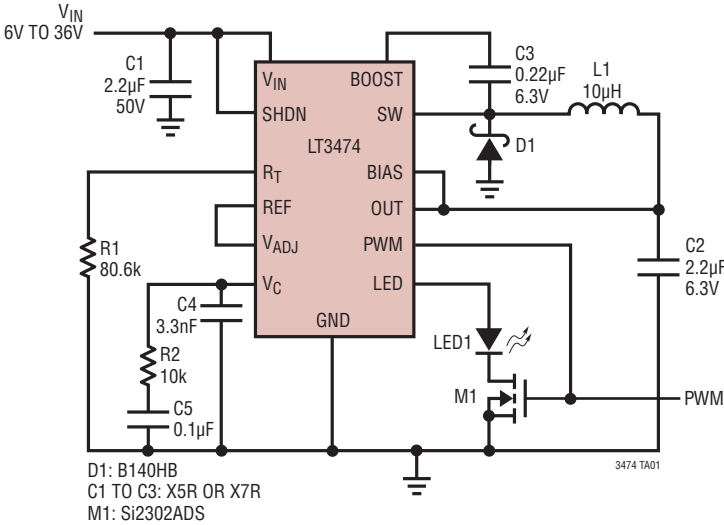 VIN
6V TO 36V
C1
2.2µF
50V
VIN
SHDN
RT
REF
VADJ
VC
GND
LT3474
BOOST
SW
BIAS
OUT
PWM
LED
C3
0.22µF
6.3V
L1
10µH
D1
C2
2.2µF
6.3V
R1
80.6k
C4
3.3nF
R2
10k
C5
0.1µF
LED1
M1
PWM
3474 TA01
D1: B140HB
C1 TO C3: X5R OR X7R
M1: Si2302ADS